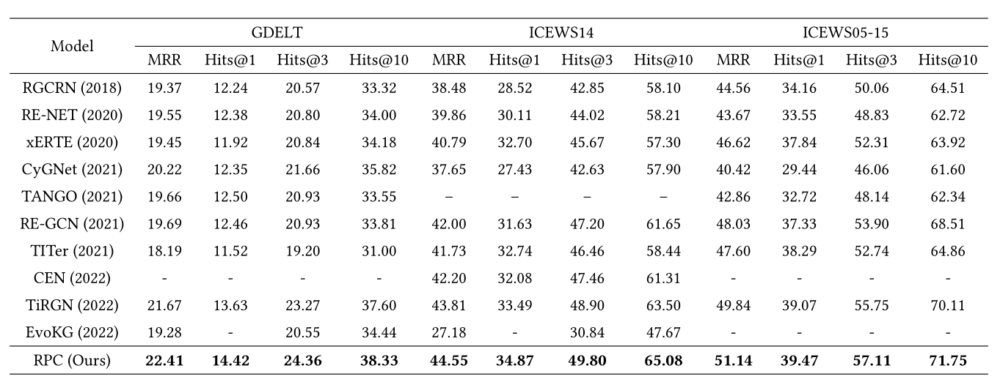 Model GDELT ICEWS14 ICEWS05-15
MRR Hits@1 Hits@3 Hits@10 MRR Hits@1 Hits@3 Hits@10 MRR Hits@1 Hits@3 Hits@10
RGCRN (2018) 19.37 12.24 20.57 33.32 38.48 28.52 42.85 58.10 44.56 34.16 50.06 64.51
RE-NET (2020) 19.55 12.38 20.80 34.00 39.86 30.11 44.02 58.21 43.67 33.55 48.83 62.72
xERTE (2020) 19.45 11.92 20.84 34.18 40.79 32.70 45.67 57.30 46.62 37.84 52.31 63.92
CyGNet (2021) 20.22 12.35 21.66 35.82 37.65 27.43 42.63 57.90 40.42 29.44 46.06 61.60
TANGO (2021) 19.66 12.50 20.93 33.55 – – – – 42.86 32.72 48.14 62.34
RE-GCN (2021) 19.69 12.46 20.93 33.81 42.00 31.63 47.20 61.65 48.03 37.33 53.90 68.51
TITer (2021) 18.19 11.52 19.20 31.00 41.73 32.74 46.46 58.44 47.60 38.29 52.74 64.86
CEN (2022) - - - - 42.20 32.08 47.46 61.31 - - - -
TiRGN (2022) 21.67 13.63 23.27 37.60 43.81 33.49 48.90 63.50 49.84 39.07 55.75 70.11
EvoKG (2022) 19.28 - 20.55 34.44 27.18 - 30.84 47.67 - - - -
RPC (Ours) 22.41 14.42 24.36 38.33 44.55 34.87 49.80 65.08 51.14 39.47 57.11 71.75